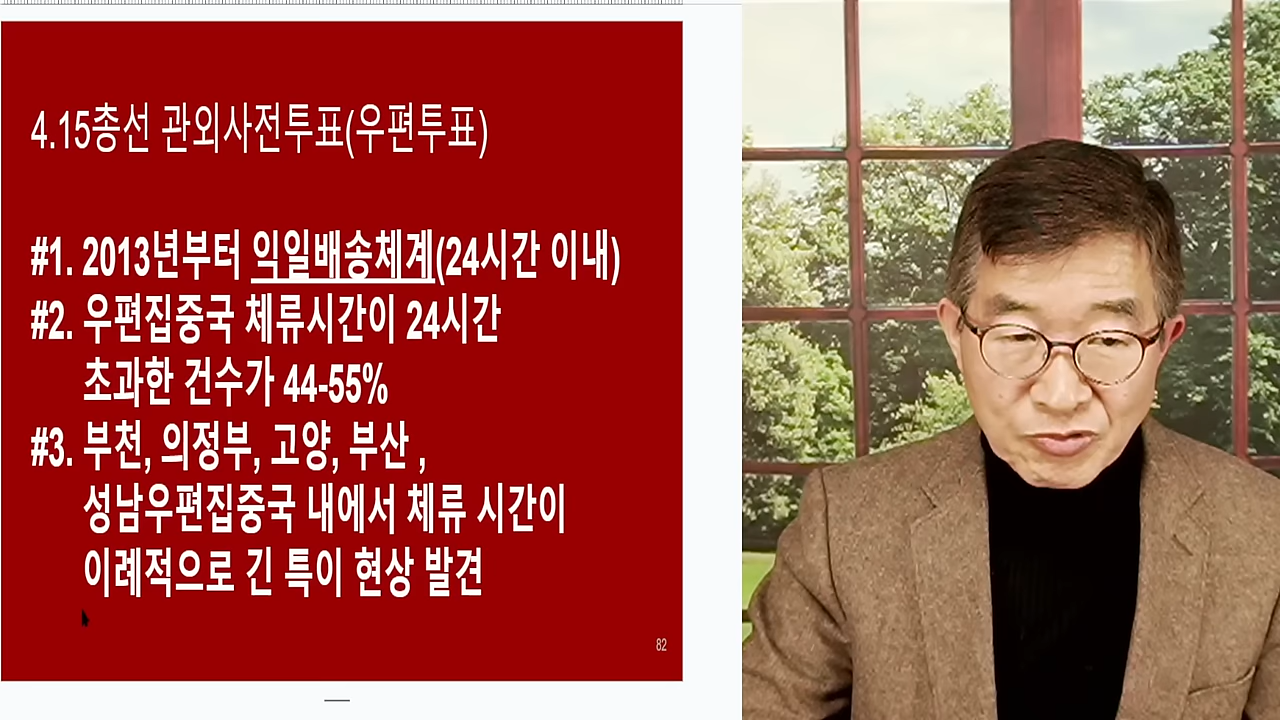 4.15총선 관외사전투표(우편투표)
#1. 2013년부터 익일배송체계(24시간 이내)
#2. 우편집중국 체류시간이 24시간
초과한 건수가 44-55%
#3. 부천, 의정부, 고양, 부산 ,
성남우편집중국 내에서 체류 시간이
이례적으로 긴 특이 현상 발견
82